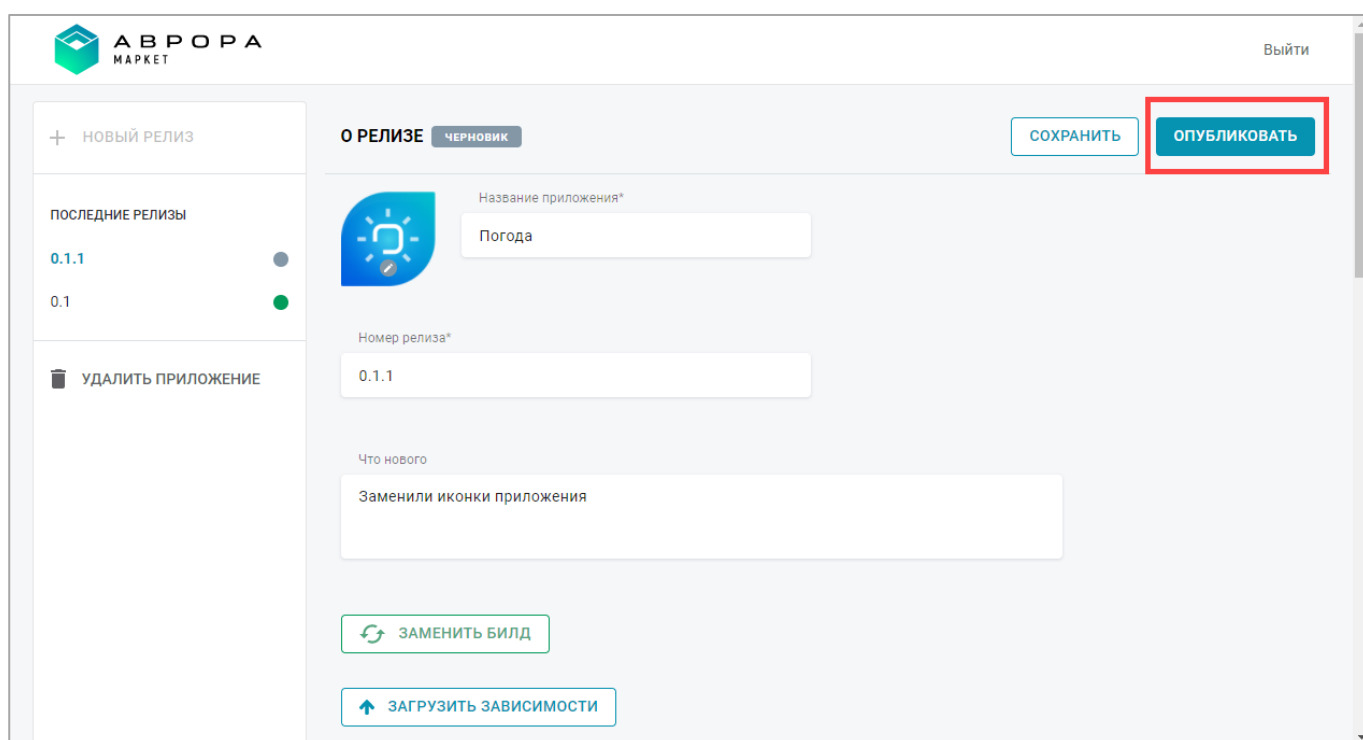 АВРОРА
МАРКЕТ
Выйти
НОВЫЙ РЕЛИЗ
О РЕЛИЗЕ ЧЕРНОВИК
СОХРАНИТЬ
ОПУБЛИКОВАТЬ
ПОСЛЕДНИЕ РЕЛИЗЫ
0.1.1
0.1
УДАЛИТЬ ПРИЛОЖЕНИЕ
Название приложения*
Погода
Номер релиза*
0.1.1
Что нового
Заменили иконки приложения
ЗАМЕНИТЬ БИЛД
ЗАГРУЗИТЬ ЗАВИСИМОСТИ